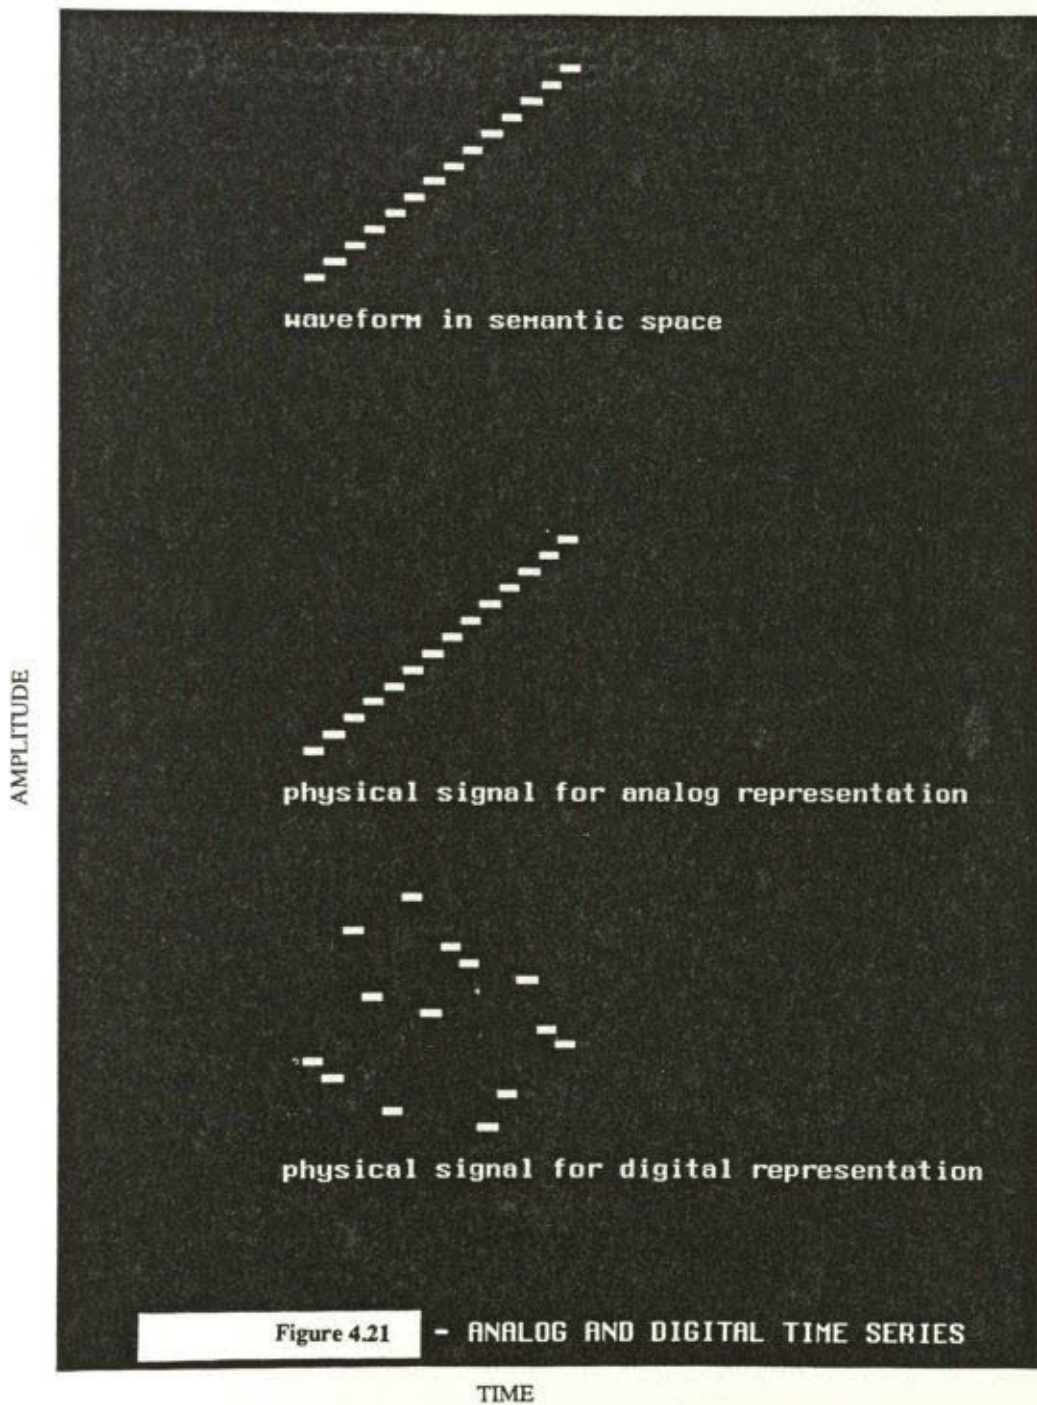 waveform in semantic space
AMPLITUDE
physical signal for analog representation
physical signal for digital representation
Figure 4.21 - ANALOG AND DIGITAL TIME SERIES
TIME